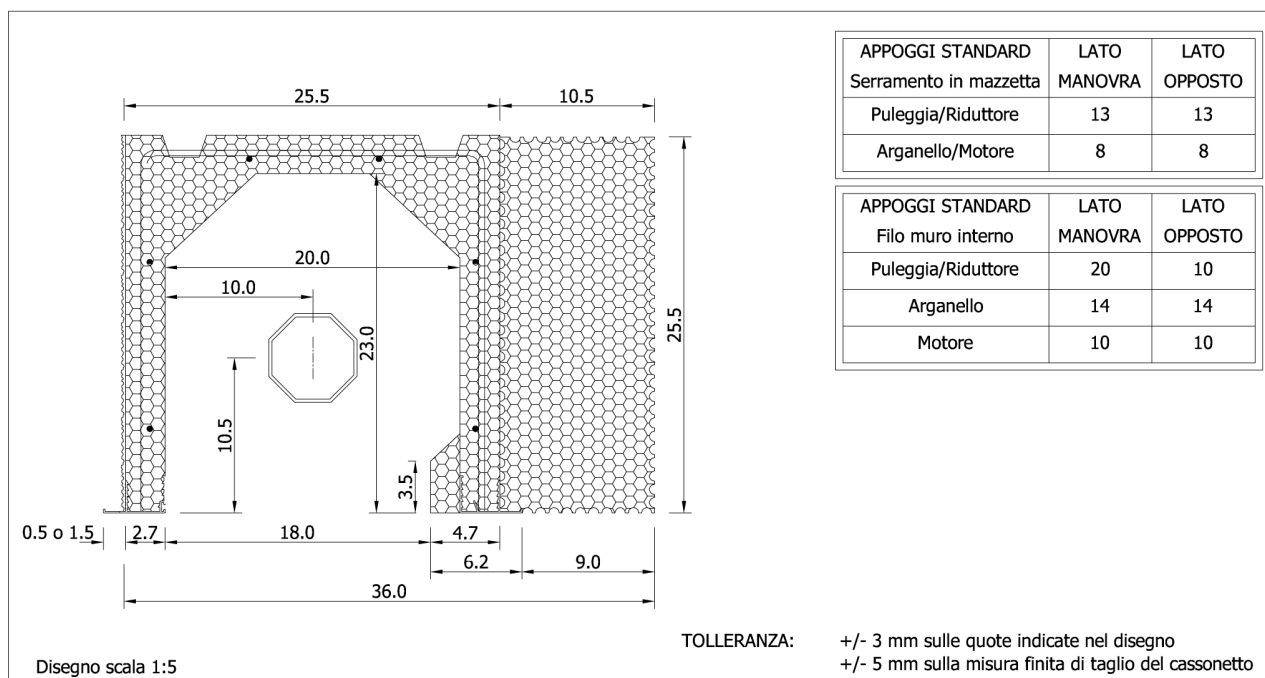 25.5 10.5
20.0
10.0
23.0
25.5
10.5
3.5
0.5 o 1.5 2.7 18.0 4.7
6.2 9.0
36.0
Disegno scala 1:5
APPOGGI STANDARD LATO LATO
Serramento in mazzetta MANOVRA OPPOSTO
Puleggia/Riduttore 13 13
Arganello/Motore 8 8
APPOGGI STANDARD LATO LATO
Filo muro interno MANOVRA OPPOSTO
Puleggia/Riduttore 20 10
Arganello 14 14
Motore 10 10
TOLLERANZA: +/- 3 mm sulle quote indicate nel disegno
+/- 5 mm sulla misura finita di taglio del cassonetto